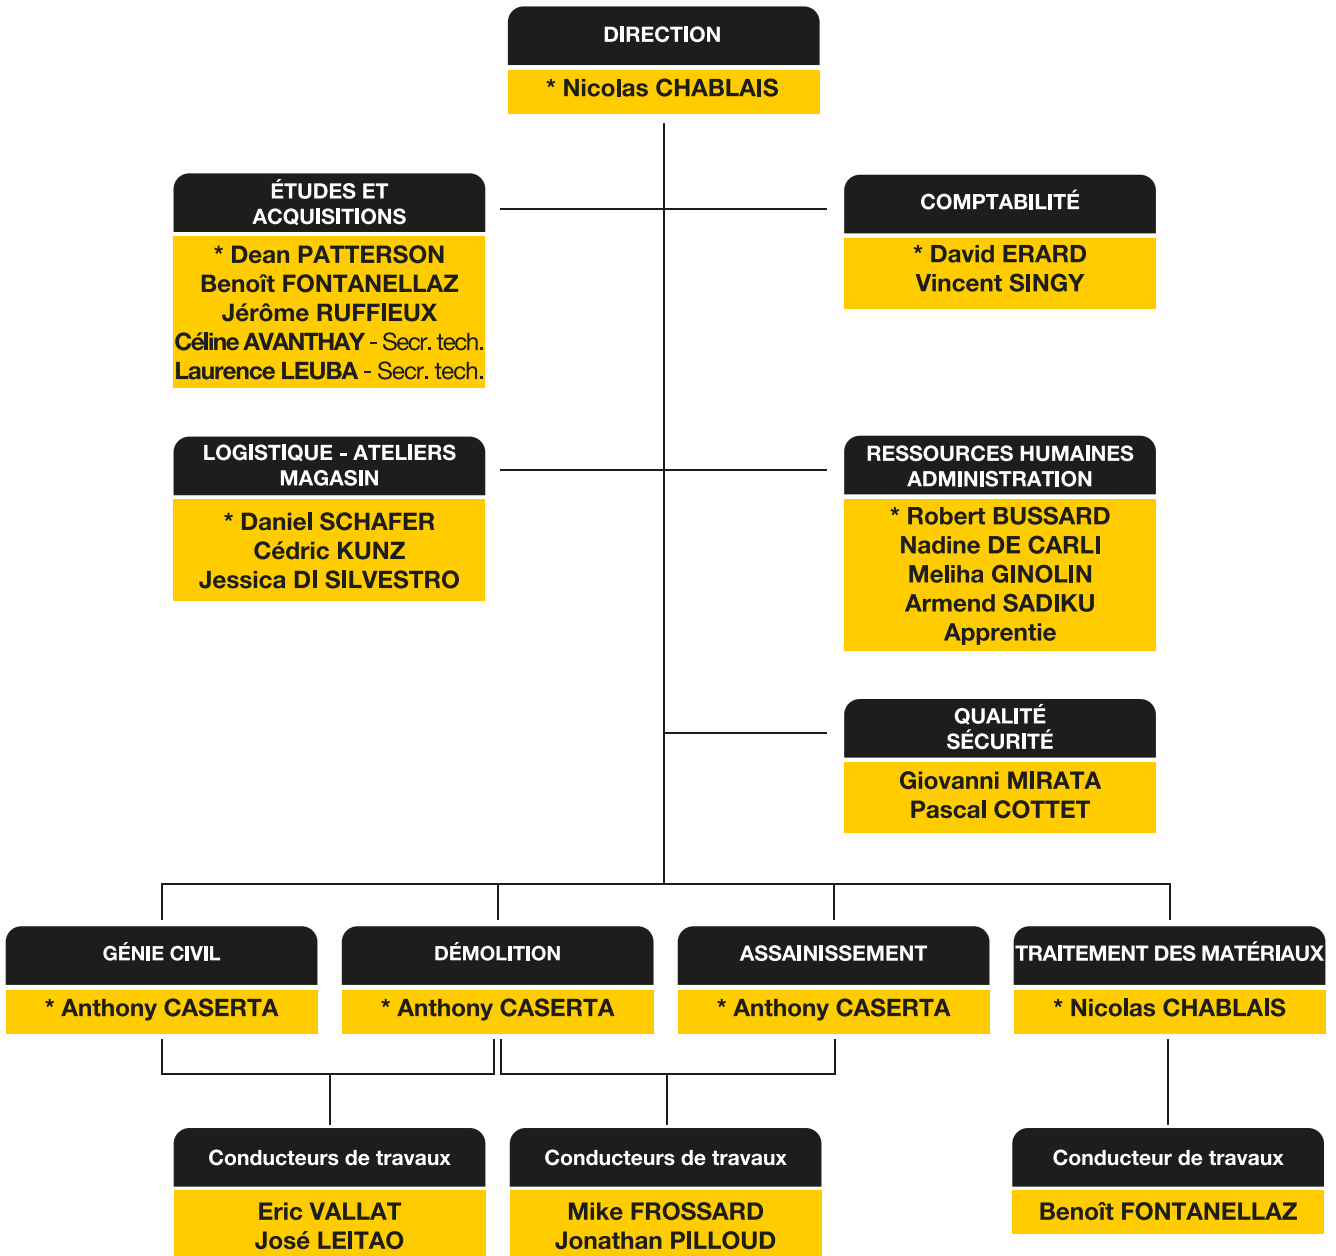 DIRECTION
* Nicolas CHABLAIS
ÉTUDES ET
ACQUISITIONS
* Dean PATTERSON
Benoît FONTANELLAZ
Jérôme RUFFIEUX
Céline AVANTHAY - Secr. tech.
Laurence LEUBA - Secr. tech.
COMPTABILITÉ
* David ERARD
Vincent SINGY
LOGISTIQUE - ATELIERS
MAGASIN
* Daniel SCHAFER
Cédric KUNZ
Jessica DI SILVESTRO
RESSOURCES HUMAINES
ADMINISTRATION
* Robert BUSSARD
Nadine DE CARLI
Meliha GINOLIN
Armend SADIKU
Apprentie
QUALITÉ
SÉCURITÉ
Giovanni MIRATA
Pascal COTTET
GÉNIE CIVIL
* Anthony CASERTA
DÉMOLITION
* Anthony CASERTA
ASSAINISSEMENT
* Anthony CASERTA
TRAITEMENT DES MATÉRIAUX
* Nicolas CHABLAIS
Conducteurs de travaux
Eric VALLAT
José LEITAO
Conducteurs de travaux
Mike FROSSARD
Jonathan PILLOUD
Conducteur de travaux
Benoît FONTANELLAZ